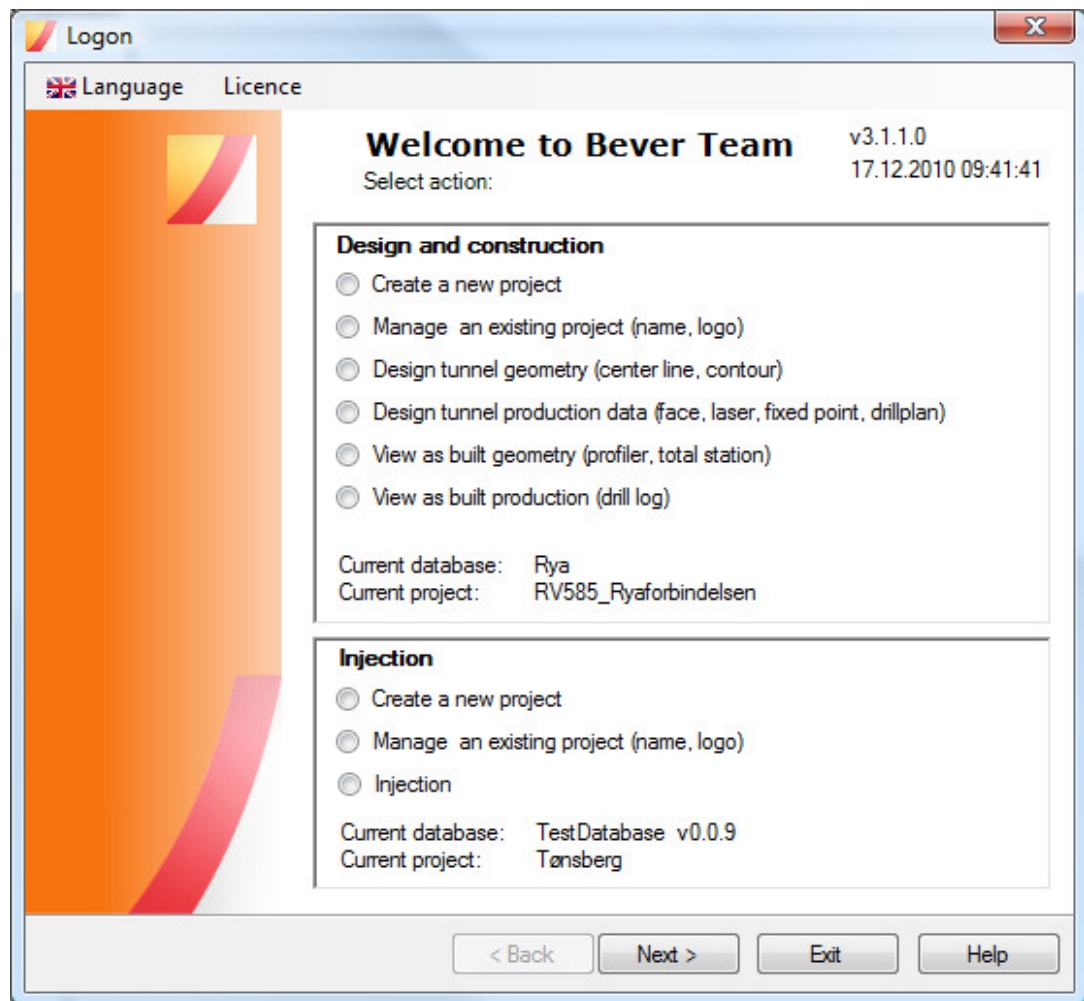 Logon
Language Licence
Welcome to Bever Team
v3.1.1.0
Select action:
17.12.2010 09:41:41
Design and construction
Create a new project
Manage an existing project (name, logo)
Design tunnel geometry (center line, contour)
Design tunnel production data (face, laser, fixed point, drillplan)
View as built geometry (profiler, total station)
View as built production (drill log)
Current database: Rya
Current project: RV585_Ryaforbindelsen
Injection
Create a new project
Manage an existing project (name, logo)
Injection
Current database: TestDatabase v0.0.9
Current project: Tønsberg
< Back Next > Exit Help